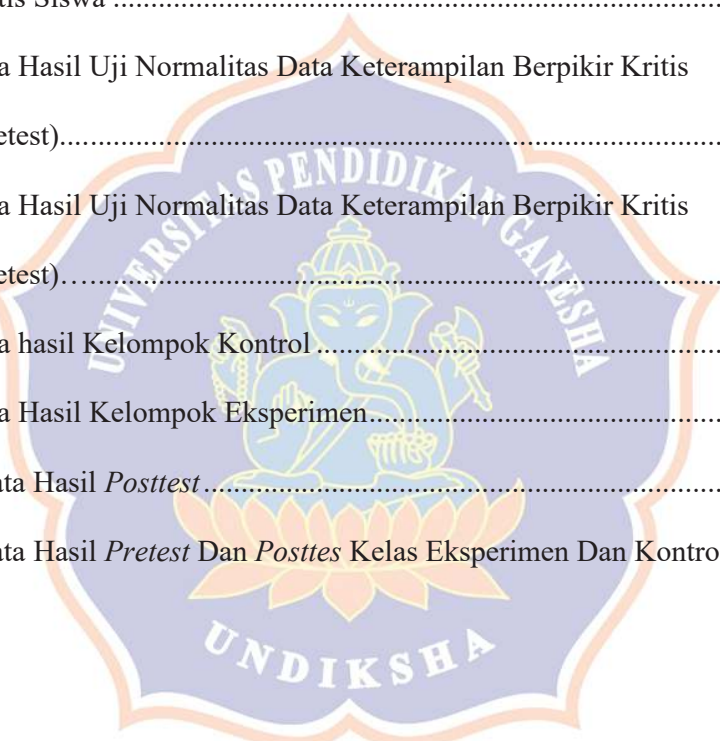 tis Siswa ........................................................................
a Hasil Uji Normalitas Data Keterampilan Berpikir Kritis
etest)...............................................................................
a Hasil Uji Normalitas Data Keterampilan Berpikir Kritis
etest)...............................................................................
a hasil Kelompok Kontrol ..................................................
a Hasil Kelompok Eksperimen............................................
ata Hasil Posttest ..............................................................
ata Hasil Pretest Dan Posttes Kelas Eksperimen Dan Kontro
UNIVERSITAS PENDIDIKAN GANESHA
UNDIKSHA